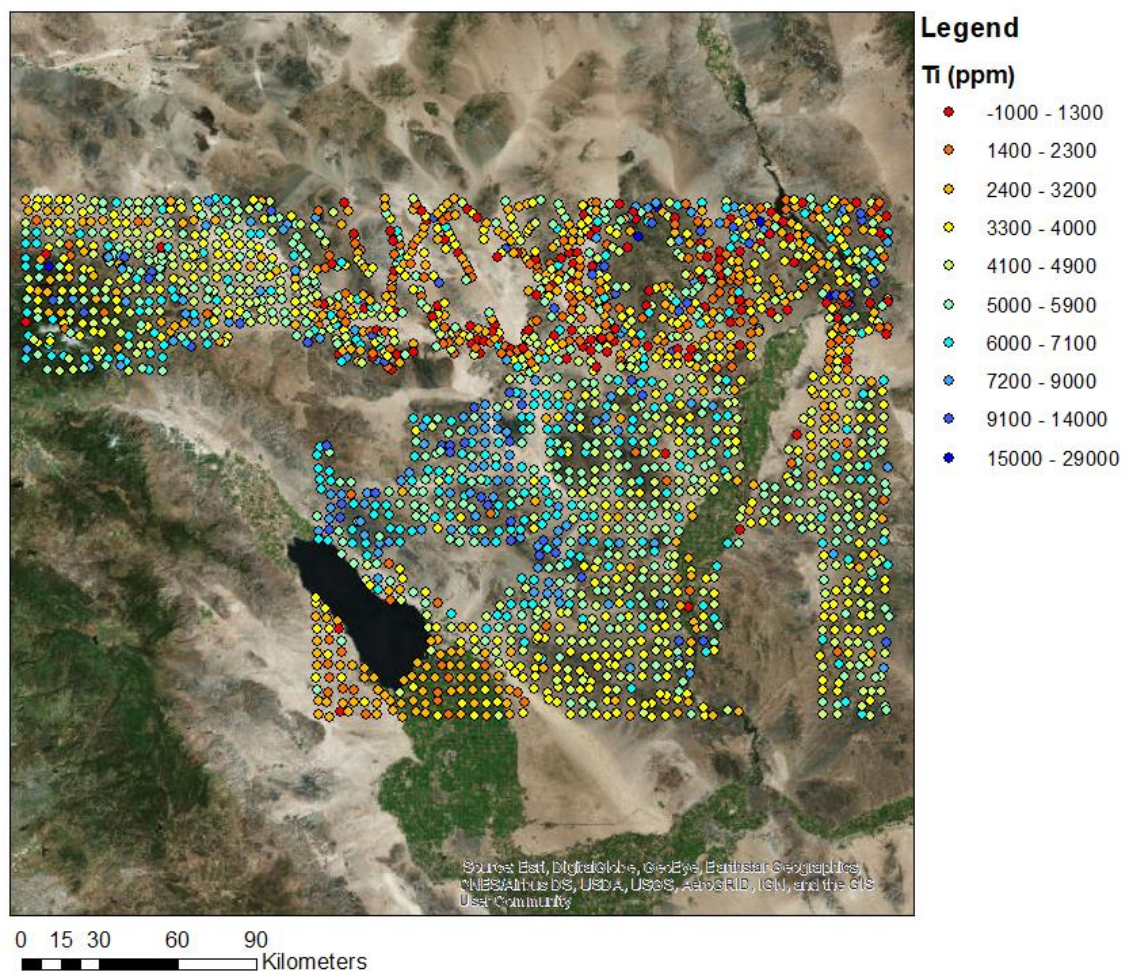 Legend
Ti (ppm)
-1000 - 1300
1400 - 2300
2400 - 3200
3300 - 4000
4100 - 4900
5000 - 5900
6000 - 7100
7200 - 9000
9100 - 14000
15000 - 29000
Source: Esri, DigitalGlobe, GeoEye, Earthstar Geographics,
CNES/Airbus DS, USDA, USGS, AeroGRID, IGN, and the GIS
User Community
0 15 30 60 90
Kilometers